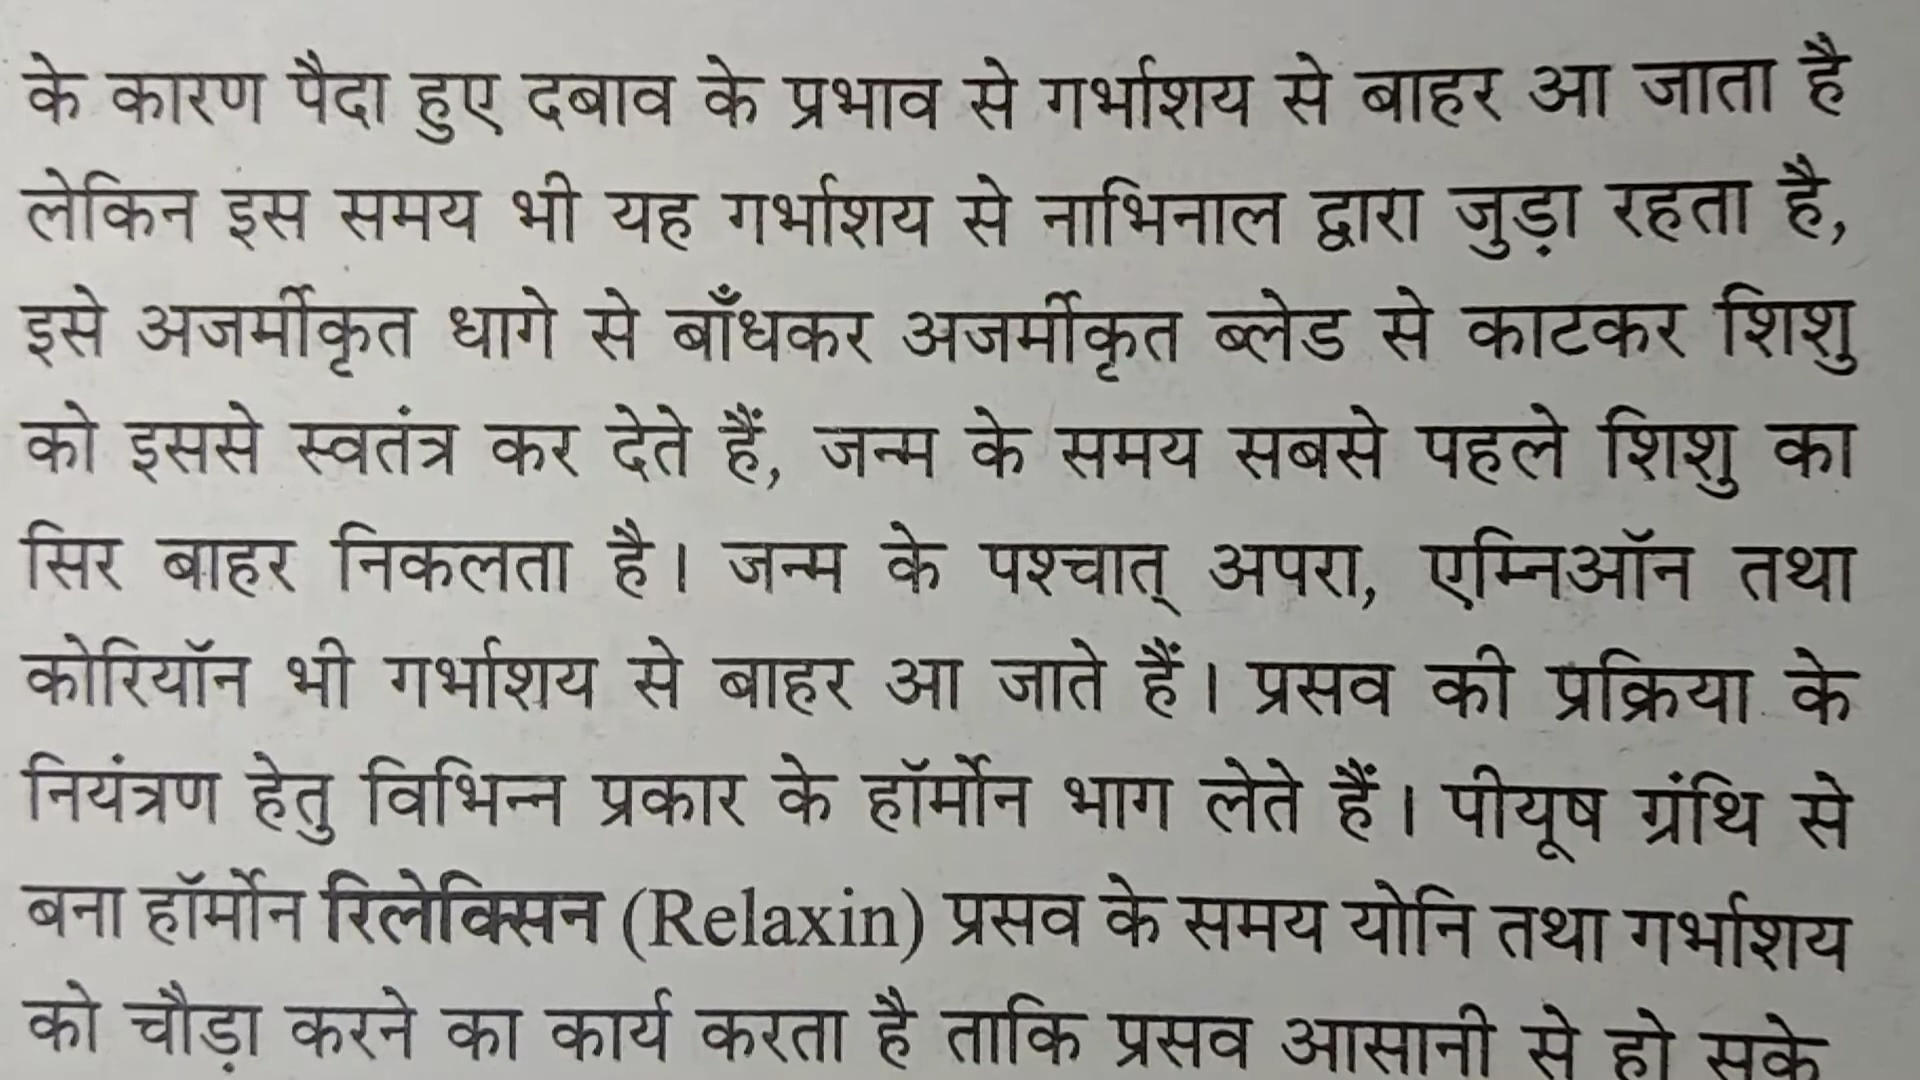 के कारण पैदा हुए दबाव के प्रभाव से गर्भाशय से बाहर आ जाता है
लेकिन इस समय भी यह गर्भाशय से नाभिनाल द्वारा जुड़ा रहता है,
इसे अजर्मीकृत धागे से बाँधकर अजर्मीकृत ब्लेड से काटकर शिशु
को इससे स्वतंत्र कर देते हैं, जन्म के समय सबसे पहले शिशु का
सिर बाहर निकलता है। जन्म के पश्चात् अपरा, एम्निऑन तथा
कोरियॉन भी गर्भाशय से बाहर आ जाते हैं। प्रसव की प्रक्रिया के
नियंत्रण हेतु विभिन्न प्रकार के हॉर्मोन भाग लेते हैं। पीयूष ग्रंथि से
बना हॉर्मोन रिलेक्सिन (Relaxin) प्रसव के समय योनि तथा गर्भाशय
को चौड़ा करने का कार्य करता है ताकि प्रसव आसानी से हो सके